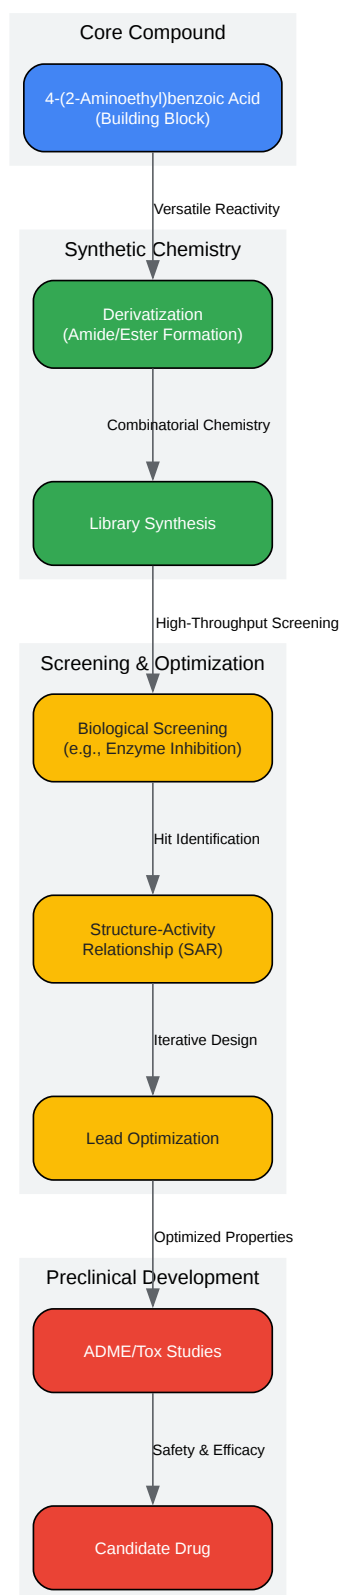 Core Compound
4-(2-Aminoethyl)benzoic Acid
(Building Block)
Versatile Reactivity
Synthetic Chemistry
Derivatization
(Amide/Ester Formation)
Combinatorial Chemistry
Library Synthesis
High-Throughput Screening
Screening & Optimization
Biological Screening
(e.g., Enzyme Inhibition)
Hit Identification
Structure-Activity
Relationship (SAR)
Iterative Design
Lead Optimization
Optimized Properties
Preclinical Development
ADME/Tox Studies
Safety & Efficacy
Candidate Drug